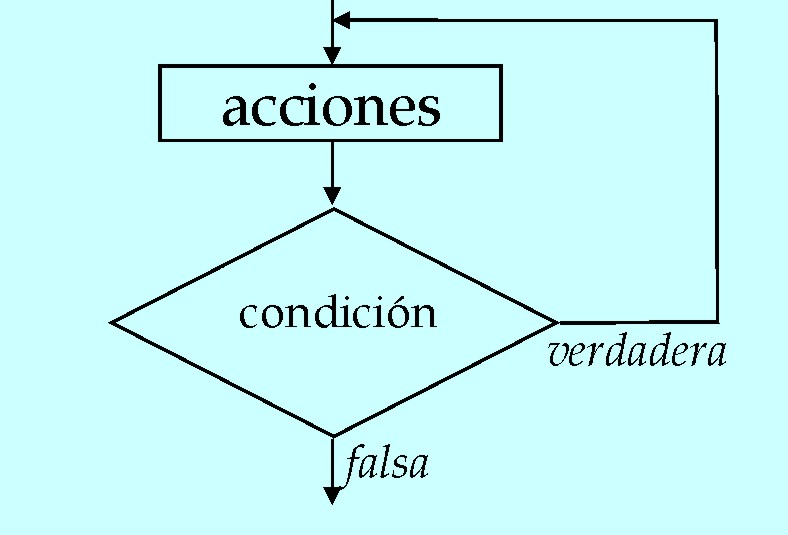 acciones
condición
verdadera
falsa